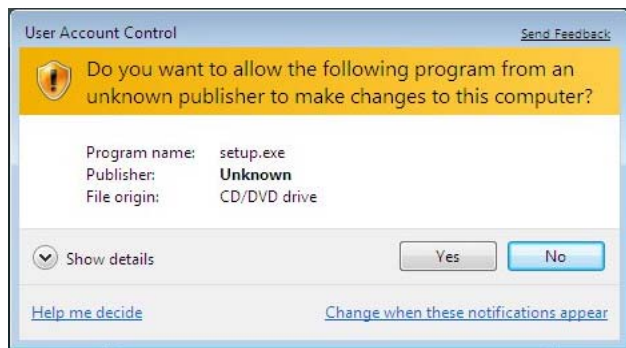 User Account Control Send Feedback
Do you want to allow the following program from an
unknown publisher to make changes to this computer?
Program name: setup.exe
Publisher: Unknown
File origin: CD/DVD drive
Show details Yes No
Help me decide Change when these notifications appear